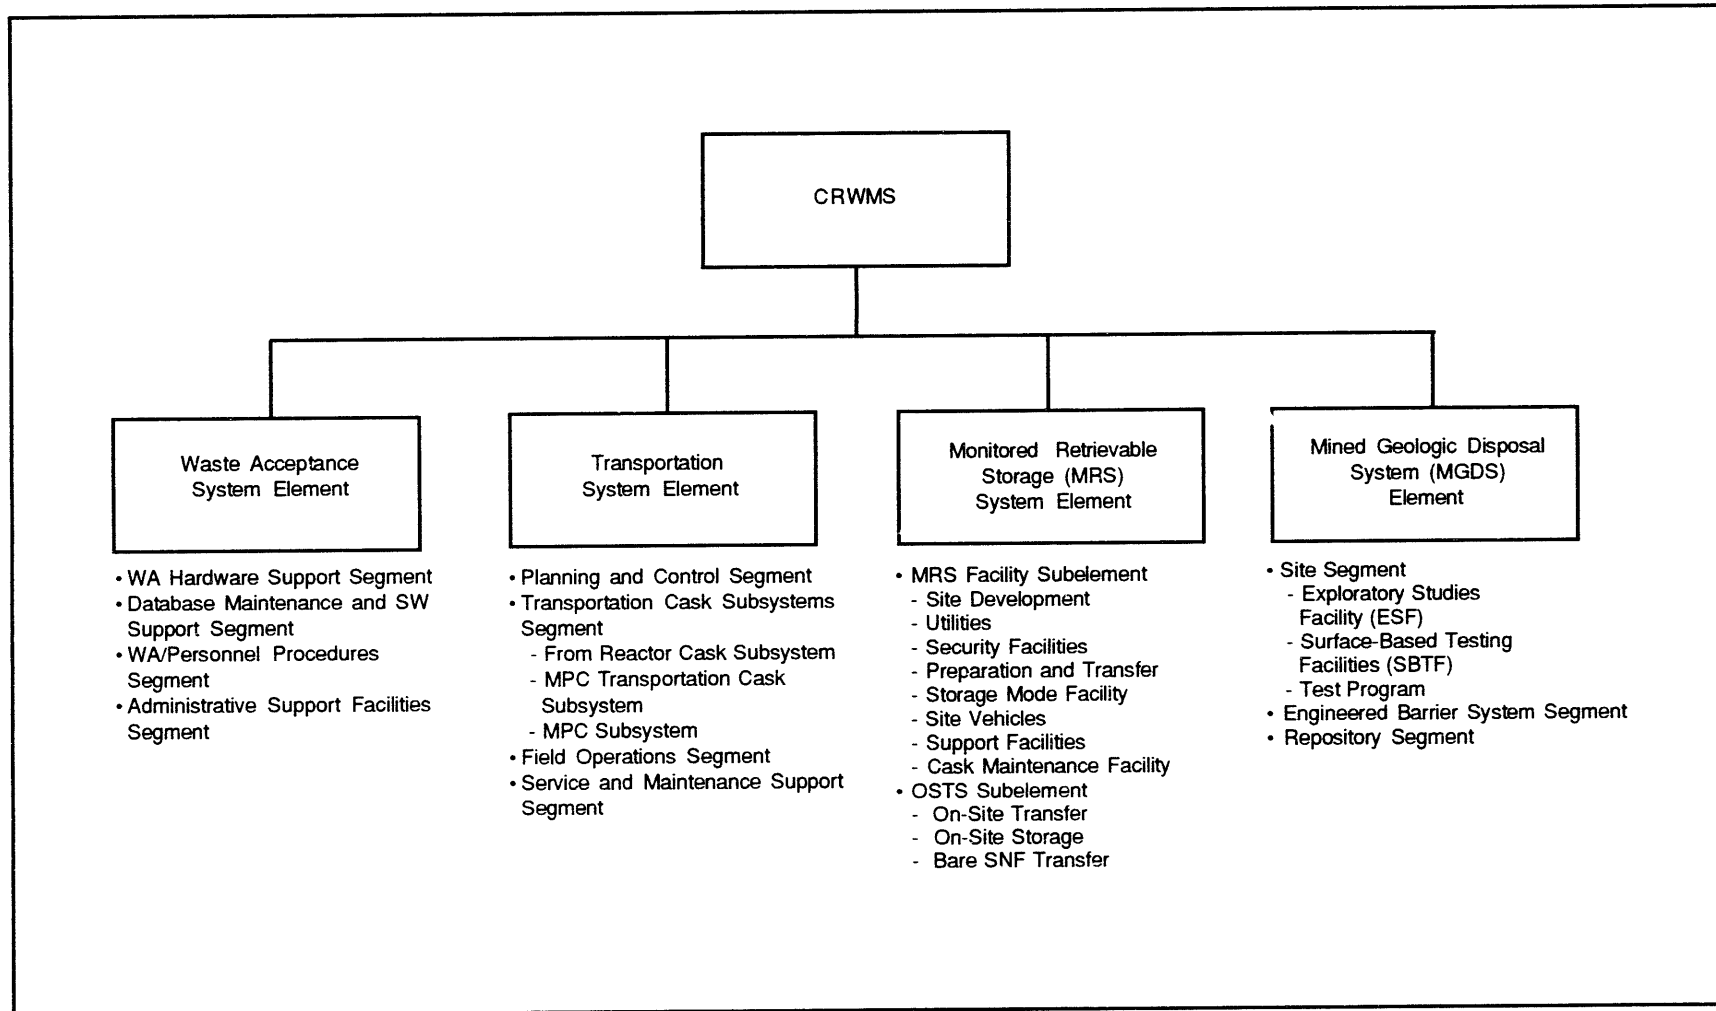 CRWMS
Waste Acceptance
System Element
Transportation
System Element
Monitored Retrievable
Storage (MRS)
System Element
Mined Geologic Disposal
System (MGDS)
Element
• WA Hardware Support Segment
• Database Maintenance and SW
Support Segment
• WA/Personnel Procedures
Segment
• Administrative Support Facilities
Segment
• Planning and Control Segment
• Transportation Cask Subsystems
Segment
- From Reactor Cask Subsystem
- MPC Transportation Cask
Subsystem
- MPC Subsystem
• Field Operations Segment
• Service and Maintenance Support
Segment
• MRS Facility Subelement
- Site Development
- Utilities
- Security Facilities
- Preparation and Transfer
- Storage Mode Facility
- Site Vehicles
- Support Facilities
- Cask Maintenance Facility
• OSTS Subelement
- On-Site Transfer
- On-Site Storage
- Bare SNF Transfer
• Site Segment
- Exploratory Studies
Facility (ESF)
- Surface-Based Testing
Facilities (SBTF)
- Test Program
• Engineered Barrier System Segment
• Repository Segment